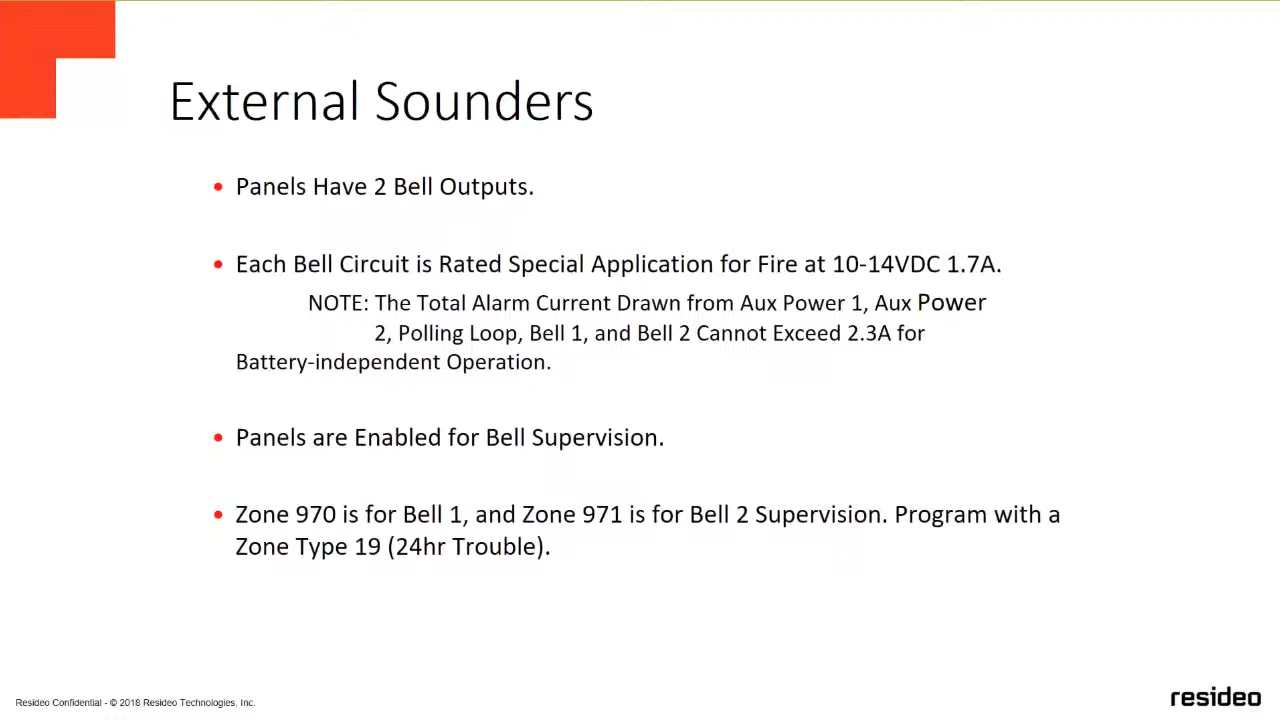 External Sounders
• Panels Have 2 Bell Outputs.
• Each Bell Circuit is Rated Special Application for Fire at 10-14VDC 1.7A.
NOTE: The Total Alarm Current Drawn from Aux Power 1, Aux Power
2, Polling Loop, Bell 1, and Bell 2 Cannot Exceed 2.3A for
Battery-independent Operation.
• Panels are Enabled for Bell Supervision.
• Zone 970 is for Bell 1, and Zone 971 is for Bell 2 Supervision. Program with a
Zone Type 19 (24hr Trouble).
Resideo Confidential - © 2018 Resideo Technologies, Inc.
resideo